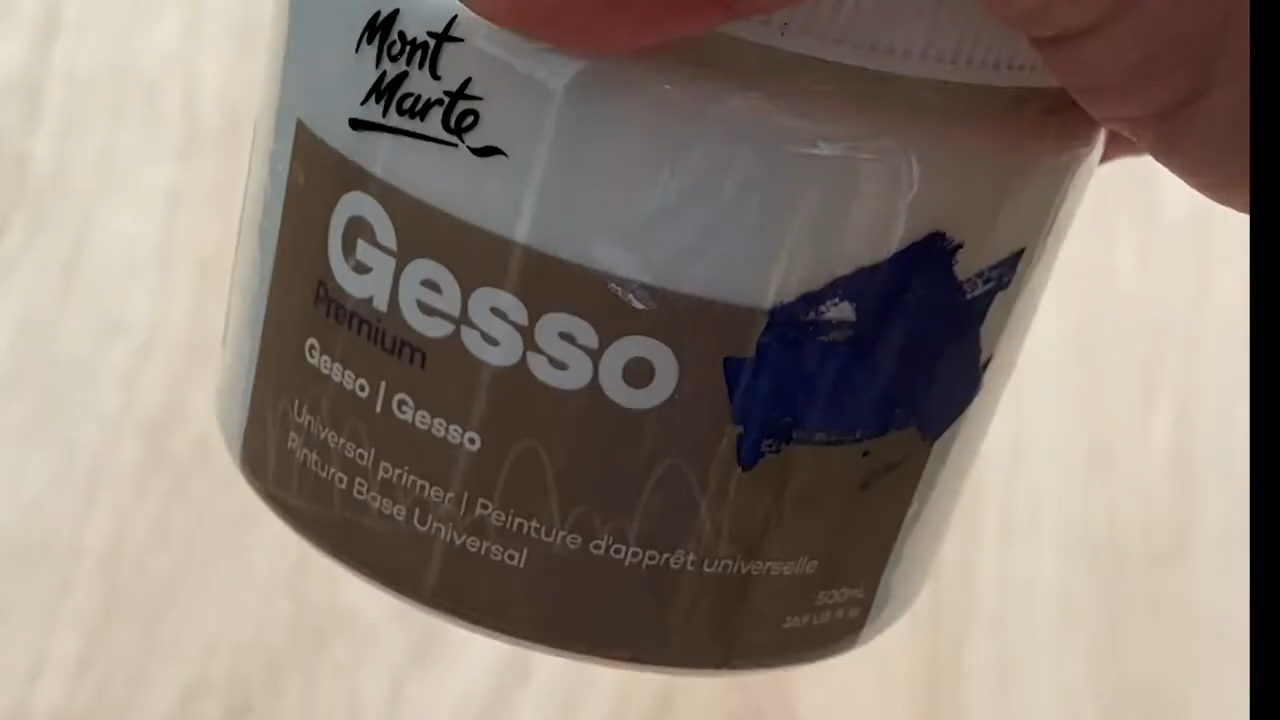 Mont
Marte
Gesso
Premium
Gesso | Gesso
Universal primer | Peinture d'apprêt universelle
Pintura Base Universal
500mL